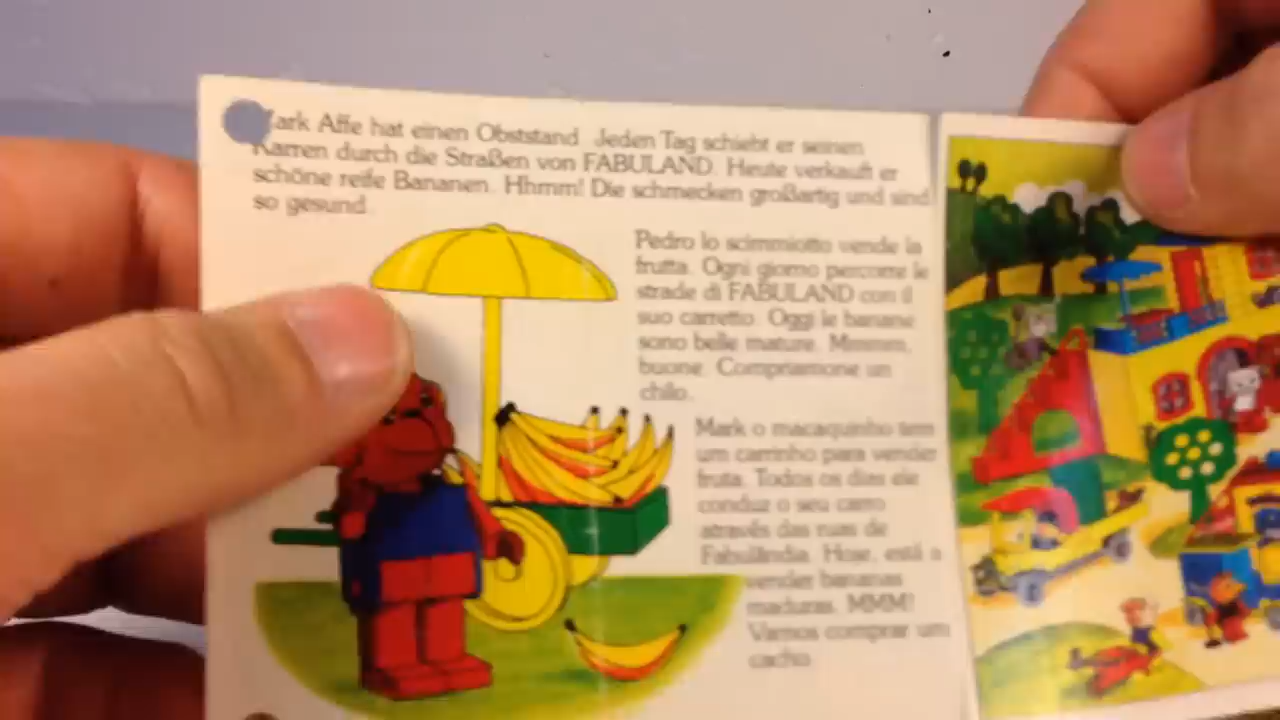 Mark Affe hat einen Obststand. Jeden Tag schiebt er seinen
Karren durch die Straßen von FABULAND. Heute verkauft er
schöne reife Bananen. Hhmm! Die schmecken großartig und sind
so gesund.
Pedro lo scimmiotto vende la
frutta. Ogni giorno percorre le
strade di FABULAND con il
suo carretto. Oggi le banane
sono belle mature. Mmmm,
buone. Compriamone un
chilo.
Mark o macaquinho tem
um carrinho para vender
fruta. Todos os dias ele
conduz o seu carro
através das ruas de
Fabulândia. Hoje, está a
vender bananas
maduras. MMM!
Vamos comprar um
cacho.